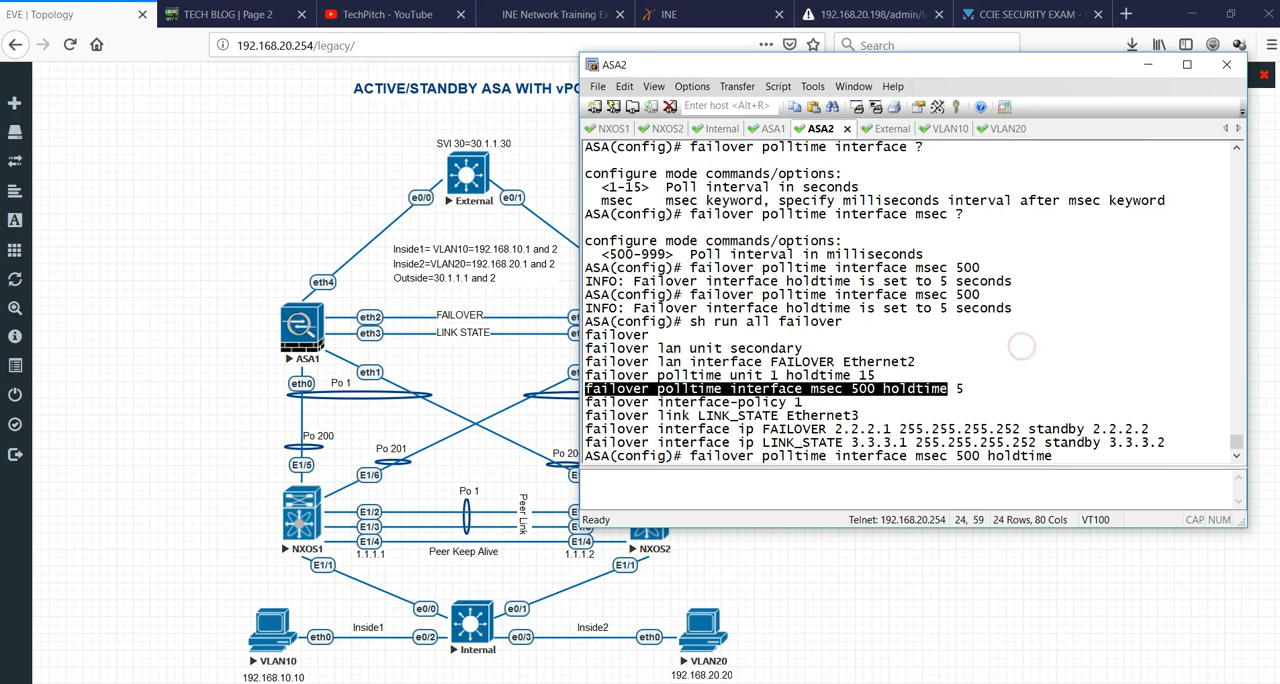 EVE | Topology
TECH BLOG | Page 2
TechPitch - YouTube
INE Network Training Ex
INE
192.168.20.198/admin/l
CCIE SECURITY EXAM -
192.168.20.254/legacy/
Search
ACTIVE/STANDBY ASA WITH vPC
SVI 30=30.1.1.30
e0/0
External
e0/1
Inside1= VLAN10=192.168.10.1 and 2
Inside2=VLAN20=192.168.20.1 and 2
Outside=30.1.1.1 and 2
eth4
eth2
FAILOVER
eth3
LINK STATE
ASA1
eth1
eth0
Po 1
Po 200
Po 201
E1/5
E1/6
Po 1
Peer Link
E1/2
E1/3
E1/4
E1/4
Peer Keep Alive
1.1.1.1
1.1.1.2
NXOS1
NXOS2
E1/1
E1/1
e0/0
e0/1
Internal
eth0
Inside1
e0/2
e0/3
Inside2
eth0
VLAN10
VLAN20
192.168.10.10
192.168.20.20
ASA2
File Edit View Options Transfer Script Tools Window Help
Enter host <Alt+R>
NXOS1 NXOS2 Internal ASA1 ASA2 External VLAN10 VLAN20
ASA(config)# failover polltime interface ?
configure mode commands/options:
<1-15> Poll interval in seconds
msec msec keyword, specify milliseconds interval after msec keyword
ASA(config)# failover polltime interface msec ?
configure mode commands/options:
<500-999> Poll interval in milliseconds
ASA(config)# failover polltime interface msec 500
INFO: Failover interface holdtime is set to 5 seconds
ASA(config)# failover polltime interface msec 500
INFO: Failover interface holdtime is set to 5 seconds
ASA(config)# sh run all failover
failover
failover lan unit secondary
failover lan interface FAILOVER Ethernet2
failover polltime unit 1 holdtime 15
failover polltime interface msec 500 holdtime 5
failover interface-policy 1
failover link LINK_STATE Ethernet3
failover interface ip FAILOVER 2.2.2.1 255.255.255.252 standby 2.2.2.2
failover interface ip LINK_STATE 3.3.3.1 255.255.255.252 standby 3.3.3.2
ASA(config)# failover polltime interface msec 500 holdtime
Ready
Telnet: 192.168.20.254 24, 59 24 Rows, 80 Cols VT100 CAP NUM